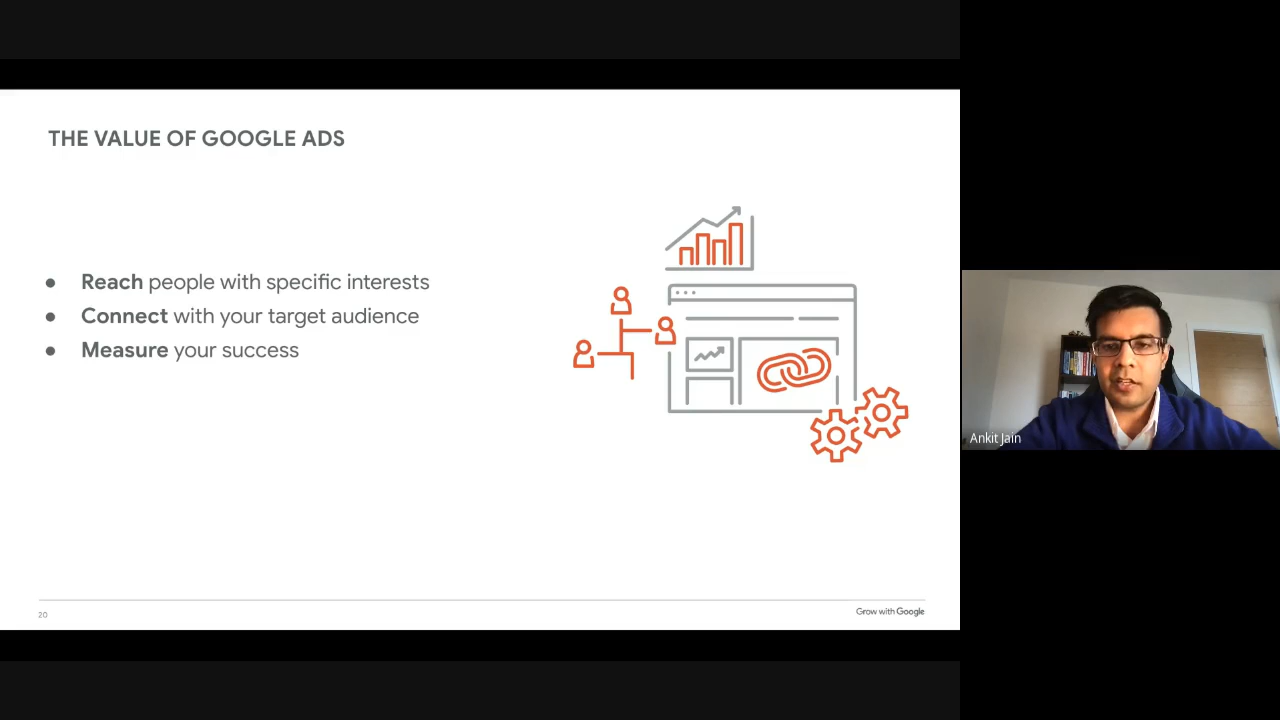 THE VALUE OF GOOGLE ADS
● Reach people with specific interests
● Connect with your target audience
● Measure your success
20
Grow with Google
Ankit Jain